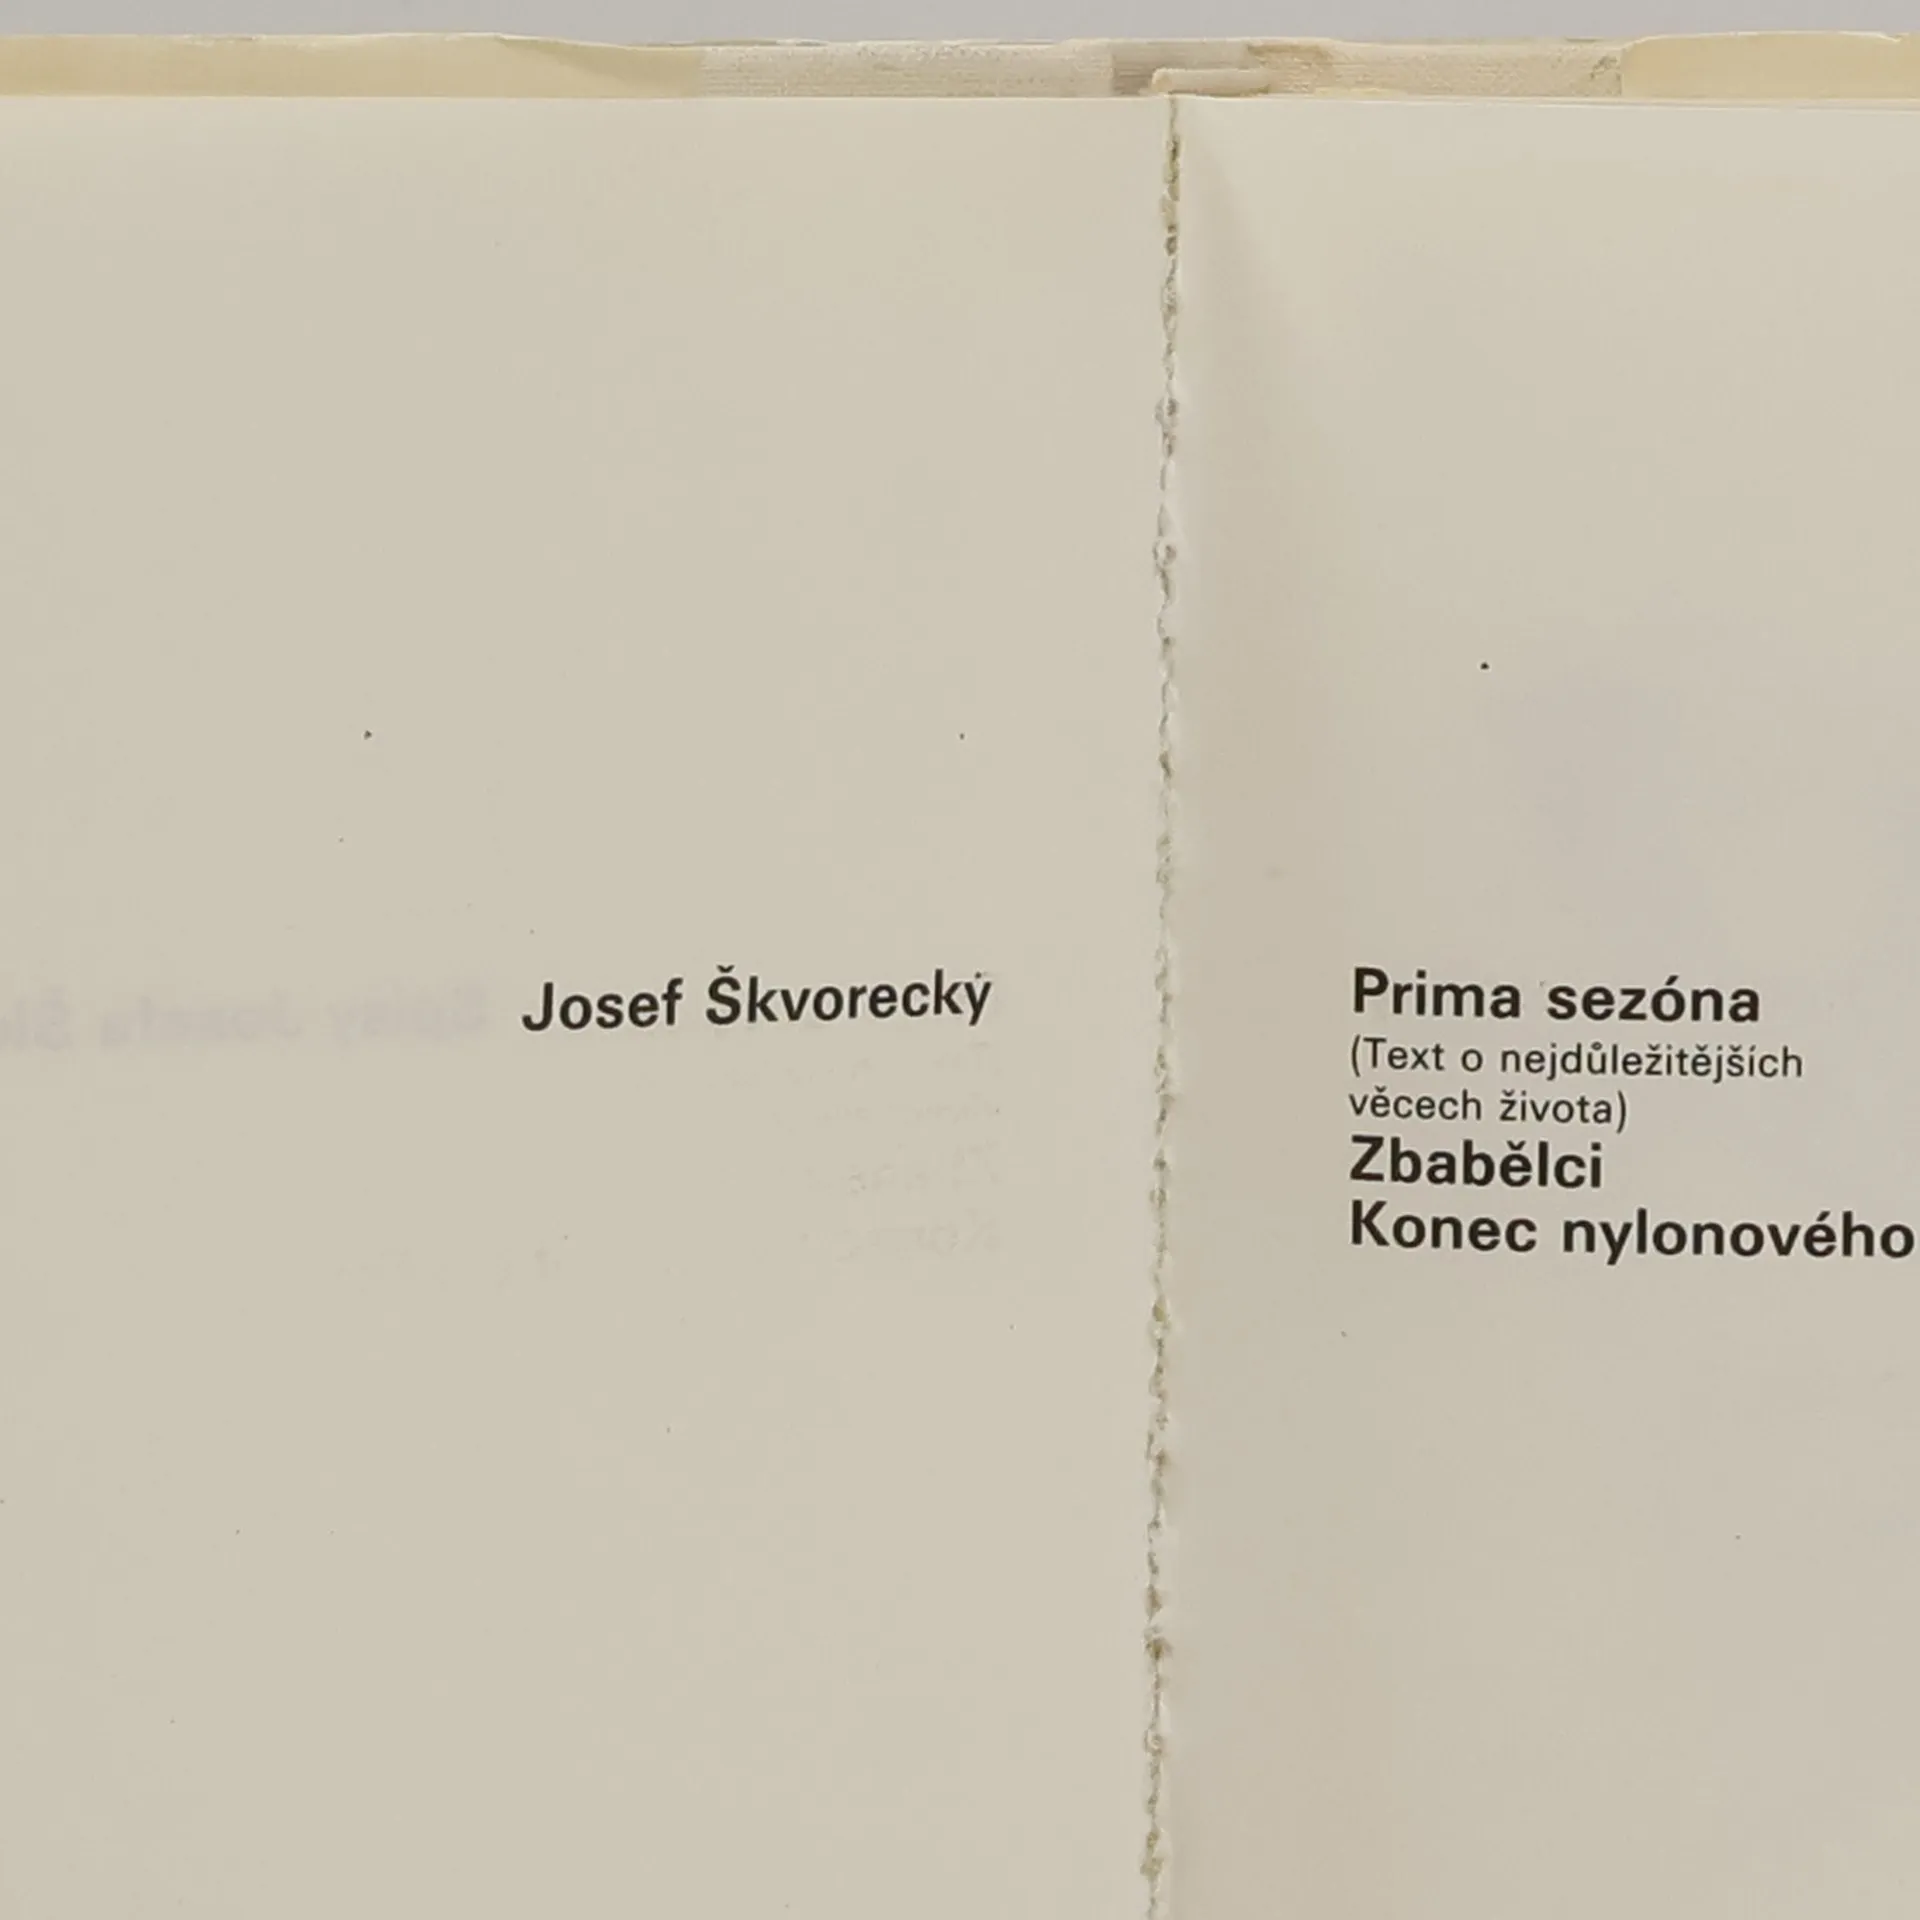 Josef Škvorecký
Prima sezóna
(Text o nejdůležitějších
věcech života)
Zbabělci
Konec nylonového